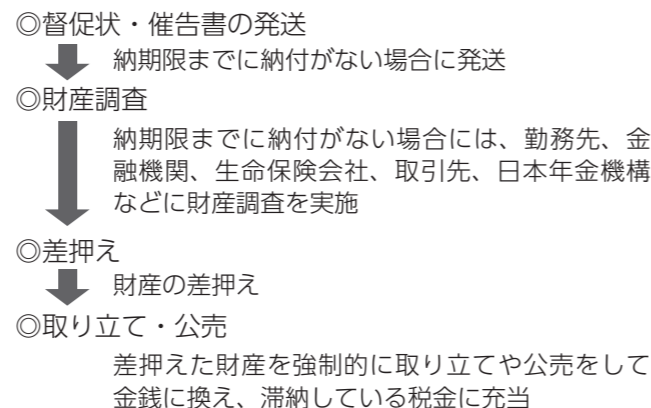 ◎督促状・催告書の発送
納期限までに納付がない場合に発送
◎財産調査
納期限までに納付がない場合には、勤務先、金
融機関、生命保険会社、取引先、日本年金機構
などに財産調査を実施
◎差押え
財産の差押え
◎取り立て・公売
差押えた財産を強制的に取り立てや公売をして
金銭に換え、滞納している税金に充当